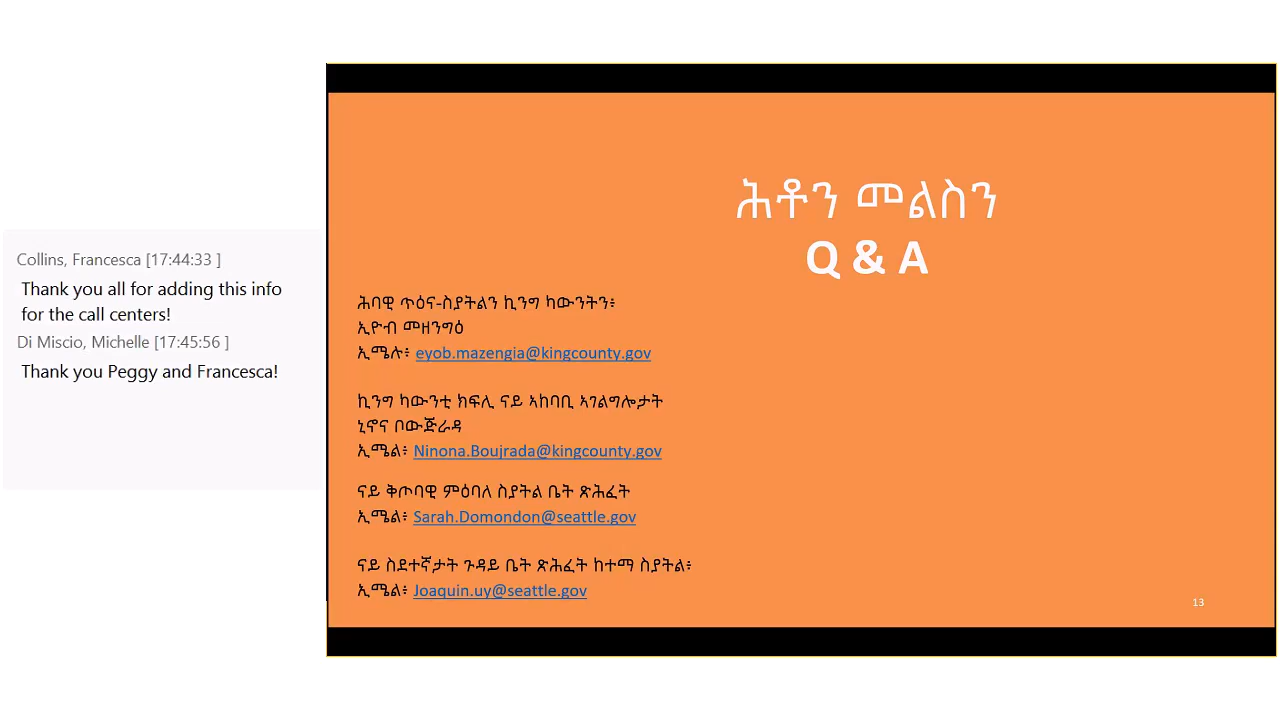 Collins, Francesca [17:44:33 ]
Thank you all for adding this info
for the call centers!
Di Miscio, Michelle [17:45:56 ]
Thank you Peggy and Francesca!
ሕቶን መልስን
Q & A
ሕባዊ ጥዕና-ስያትልን ኪንግ ካውንትን፥
ኢዮብ መዘንግዕ
ኢሜሉ፥ eyob.mazengia@kingcounty.gov
ኪንግ ካውንቲ ክፍሊ ናይ ኣከባቢ ኣገልግሎታት
ኒኖና ቦውጅራዳ
ኢሜል፥ Ninona.Boujrada@kingcounty.gov
ናይ ቅጦባዊ ምዕባለ ስያትል ቤት ጽሕፈት
ኢሜል፥ Sarah.Domondon@seattle.gov
ናይ ስደተኛታት ጉዳይ ቤት ጽሕፈት ከተማ ስያትል፥
ኢሜል፥ Joaquin.uy@seattle.gov
13